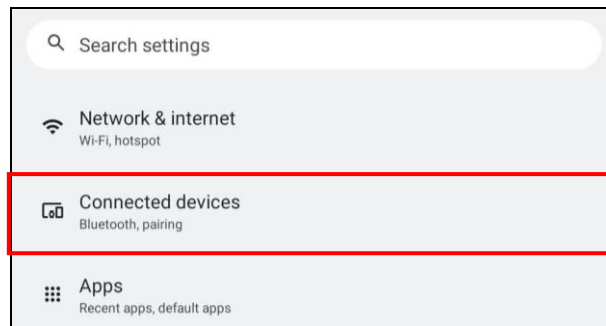 Search settings
Network & internet
Wi-Fi, hotspot
Connected devices
Bluetooth, pairing
Apps
Recent apps, default apps